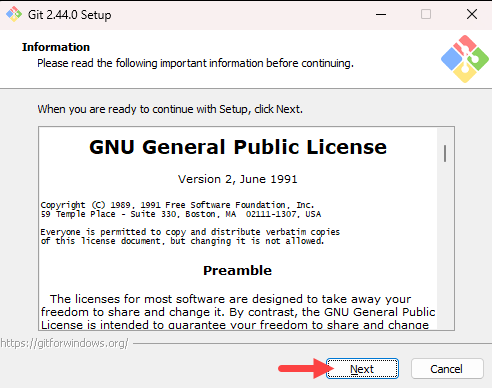 Git 2.44.0 Setup
Information
Please read the following important information before continuing.
When you are ready to continue with Setup, click Next.
GNU General Public License
Version 2, June 1991
Copyright (C) 1989, 1991 Free Software Foundation, Inc.
59 Temple Place - Suite 330, Boston, MA  02111-1307, USA
Everyone is permitted to copy and distribute verbatim copies
of this license document, but changing it is not allowed.
Preamble
The licenses for most software are designed to take away your
freedom to share and change it. By contrast, the GNU General Public
License is intended to guarantee your freedom to share and change
https://gitforwindows.org/
Next
Cancel